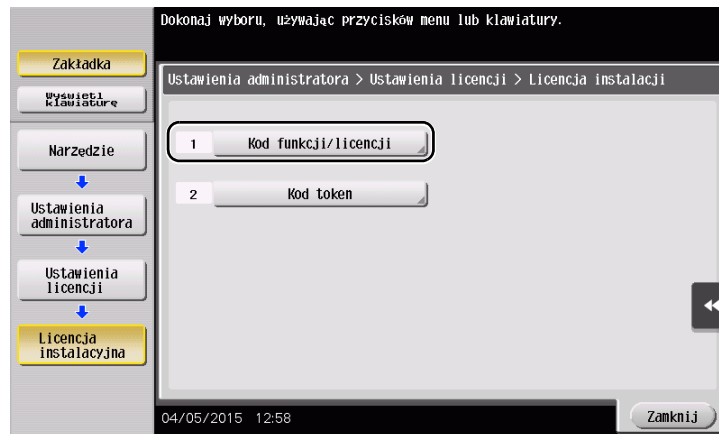 Dokonaj wyboru, używając przycisków menu lub klawiatury.
Zakładka
Wyświetl
klawiaturę
Ustawienia administratora > Ustawienia licencji > Licencja instalacji
Narzędzie
1 Kod funkcji/licencji
2 Kod token
Ustawienia
administratora
Ustawienia
licencji
Licencja
instalacyjna
04/05/2015 12:58
Zamknij